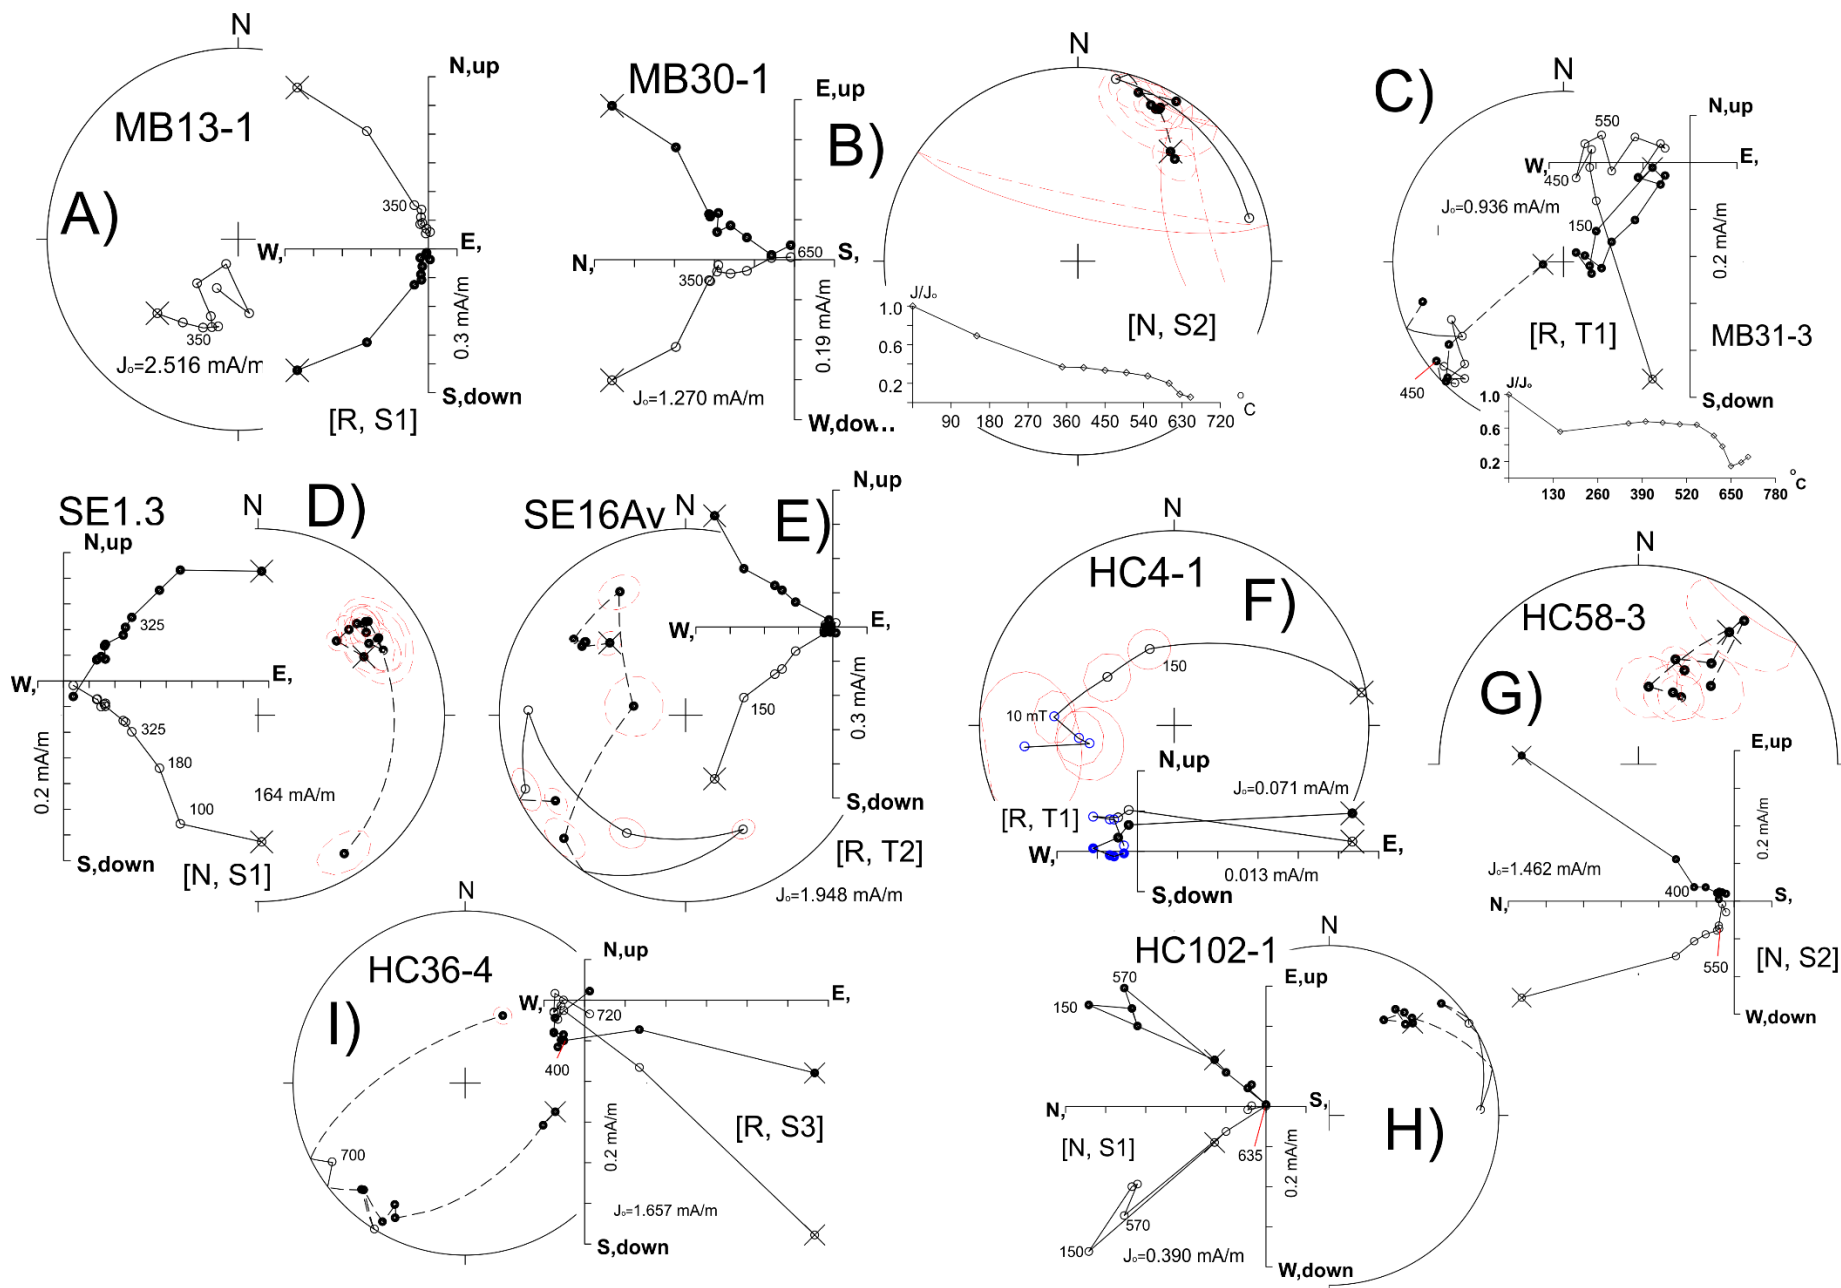 A)
MB13-1
N
N,up
350
W,
E,
350
0.3 mA/m
Jₒ=2.516 mA/m
S,down
[R, S1]
MB30-1
E,up
B)
N
N,
S,
650
350
0.19 mA/m
Jₒ=1.270 mA/m
W,dow...
[N, S2]
J/Jₒ
1.0
0.6
0.2
90 180 270 360 450 540 630 720
°C
C)
N
N,up
550
W,
E,
450
Jₒ=0.936 mA/m
150
0.2 mA/m
[R, T1]
MB31-3
450
S,down
J/Jₒ
1.0
0.6
0.2
130 260 390 520 650 780
°C
SE1.3
D)
N
N,up
325
W,
E,
325
180
0.2 mA/m
164 mA/m
100
S,down
[N, S1]
SE16Av
E)
N
N,up
W,
E,
150
0.3 mA/m
S,down
[R, T2]
Jₒ=1.948 mA/m
N
HC4-1
F)
150
10 mT
N,up
Jₒ=0.071 mA/m
[R, T1]
W,
E,
0.013 mA/m
S,down
N
HC58-3
G)
E,up
0.2 mA/m
Jₒ=1.462 mA/m
400
N,
S,
550
[N, S2]
W,down
HC102-1
N
E,up
570
150
N,
S,
[N, S1]
635
0.2 mA/m
H)
570
150
Jₒ=0.390 mA/m
W,down
N
HC36-4
N,up
W,
E,
720
I)
400
[R, S3]
0.2 mA/m
700
Jₒ=1.657 mA/m
S,down